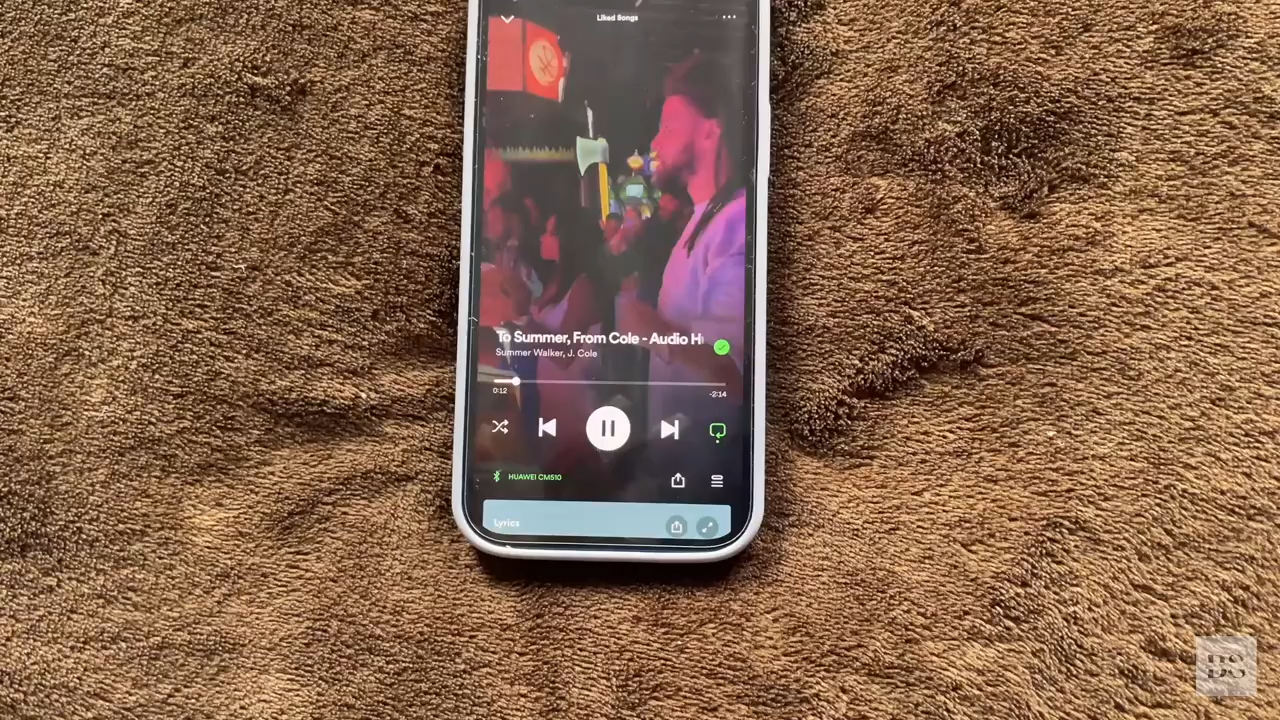 Liked Songs
To Summer, From Cole - Audio H
Summer Walker, J. Cole
0:12
-2:14
HUAWEI CM510
Lyrics